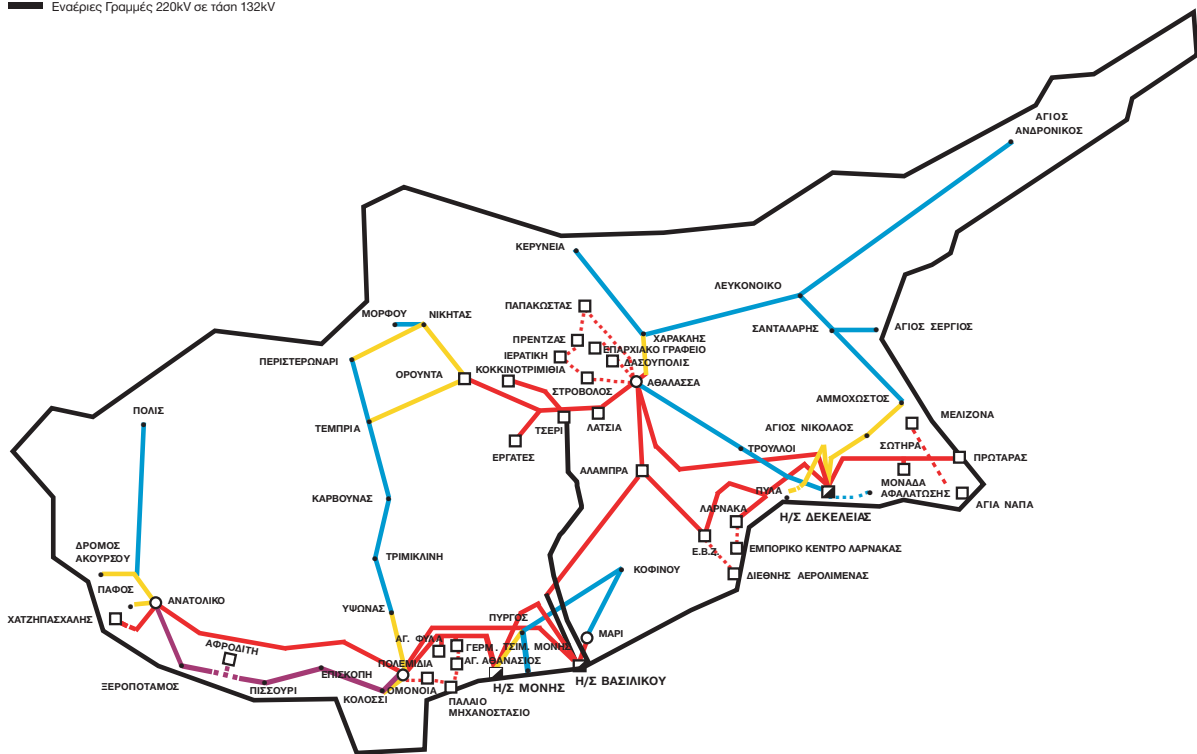 Εναέριες Γραμμές 220kV σε τάση 132kV
ΑΓΙΟΣ
ΑΝΔΡΟΝΙΚΟΣ
ΚΕΡΥΝΕΙΑ
ΛΕΥΚΟΝΟΙΚΟ
ΠΑΠΑΚΩΣΤΑΣ
ΜΟΡΦΟΥ
ΝΙΚΗΤΑΣ
ΣΑΝΤΑΛΑΡΗΣ
ΑΓΙΟΣ ΣΕΡΓΙΟΣ
ΠΡΕΝΤΖΑΣ
ΧΑΡΑΚΛΗΣ
ΕΠΑΡΧΙΑΚΟ ΓΡΑΦΕΙΟ
ΠΕΡΙΣΤΕΡΩΝΑΡΙ
ΙΕΡΑΤΙΚΗ
ΔΑΣΟΥΠΟΛΙΣ
ΚΟΚΚΙΝΟΤΡΙΜΙΘΙΑ
ΟΡΟΥΝΤΑ
ΣΤΡΟΒΟΛΟΣ
ΑΘΑΛΑΣΣΑ
ΑΜΜΟΧΩΣΤΟΣ
ΠΟΛΙΣ
ΜΕΛΙΖΟΝΑ
ΤΕΜΠΡΙΑ
ΤΣΕΡΙ
ΛΑΤΣΙΑ
ΑΓΙΟΣ ΝΙΚΟΛΑΟΣ
ΣΩΤΗΡΑ
ΤΡΟΥΛΛΟΙ
ΕΡΓΑΤΕΣ
ΠΡΩΤΑΡΑΣ
ΑΛΑΜΠΡΑ
ΜΟΝΑΔΑ
ΑΦΑΛΑΤΩΣΗΣ
ΠΥΛΑ
ΚΑΡΒΟΥΝΑΣ
ΑΓΙΑ ΝΑΠΑ
ΛΑΡΝΑΚΑ
Η/Σ ΔΕΚΕΛΕΙΑΣ
ΔΡΟΜΟΣ
ΑΚΟΥΡΣΟΥ
Ε.Β.Ζ.
ΕΜΠΟΡΙΚΟ ΚΕΝΤΡΟ ΛΑΡΝΑΚΑΣ
ΤΡΙΜΙΚΛΙΝΗ
ΚΟΦΙΝΟΥ
ΔΙΕΘΝΗΣ ΑΕΡΟΛΙΜΕΝΑΣ
ΠΑΦΟΣ
ΑΝΑΤΟΛΙΚΟ
ΥΨΩΝΑΣ
ΧΑΤΖΗΠΑΣΧΑΛΗΣ
ΠΥΡΓΟΣ
ΜΑΡΙ
ΑΓ. ΦΥΛΑ
ΓΕΡΜ. ΤΣΙΜ. ΜΟΝΗΣ
ΑΦΡΟΔΙΤΗ
ΠΟΛΕΜΙΔΙΑ
ΑΓ. ΑΘΑΝΑΣΙΟΣ
ΕΠΙΣΚΟΠΗ
Η/Σ ΒΑΣΙΛΙΚΟΥ
ΞΕΡΟΠΟΤΑΜΟΣ
ΠΙΣΣΟΥΡΙ
ΚΟΛΟΣΣΙ
ΟΜΟΝΟΙΑ
Η/Σ ΜΟΝΗΣ
ΠΑΛΑΙΟ
ΜΗΧΑΝΟΣΤΑΣΙΟ